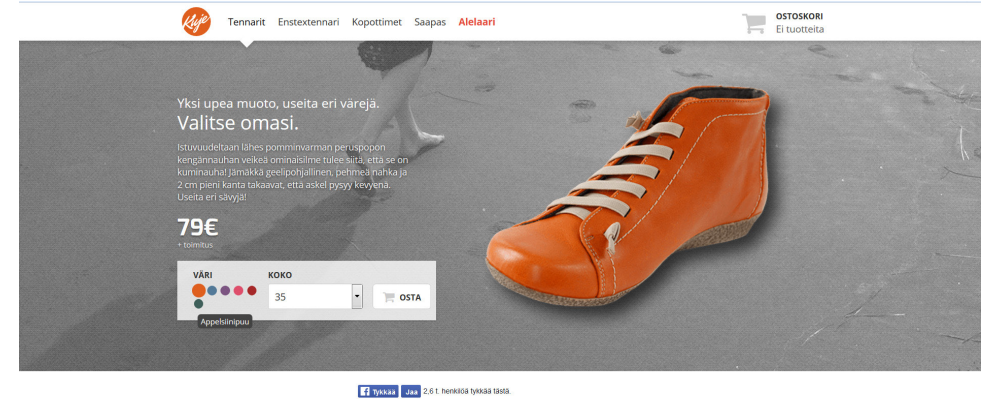 Kluje
Tennarit Enstextennari Kopottimet Saapas Alelaari
OSTOSKORI
Ei tuotteita
Yksi upea muoto, useita eri värejä.
Valitse omasi.
Istuvuudeltaan lähes pomminvarman peruspopon
kengännauhan veikeä ominaisilme tulee siitä, että se on
kuminauha! Jämäkkä geelipohjallinen, pehmeä nahka ja
2 cm pieni kanta takaavat, että askel pysyy kevyenä.
Useita eri sävyjä!
79€
+ toimitus
VÄRI KOKO
35
OSTA
Appelsiinipuu
Tykkää Jaa 2,6 t. henkilöä tykkää tästä.